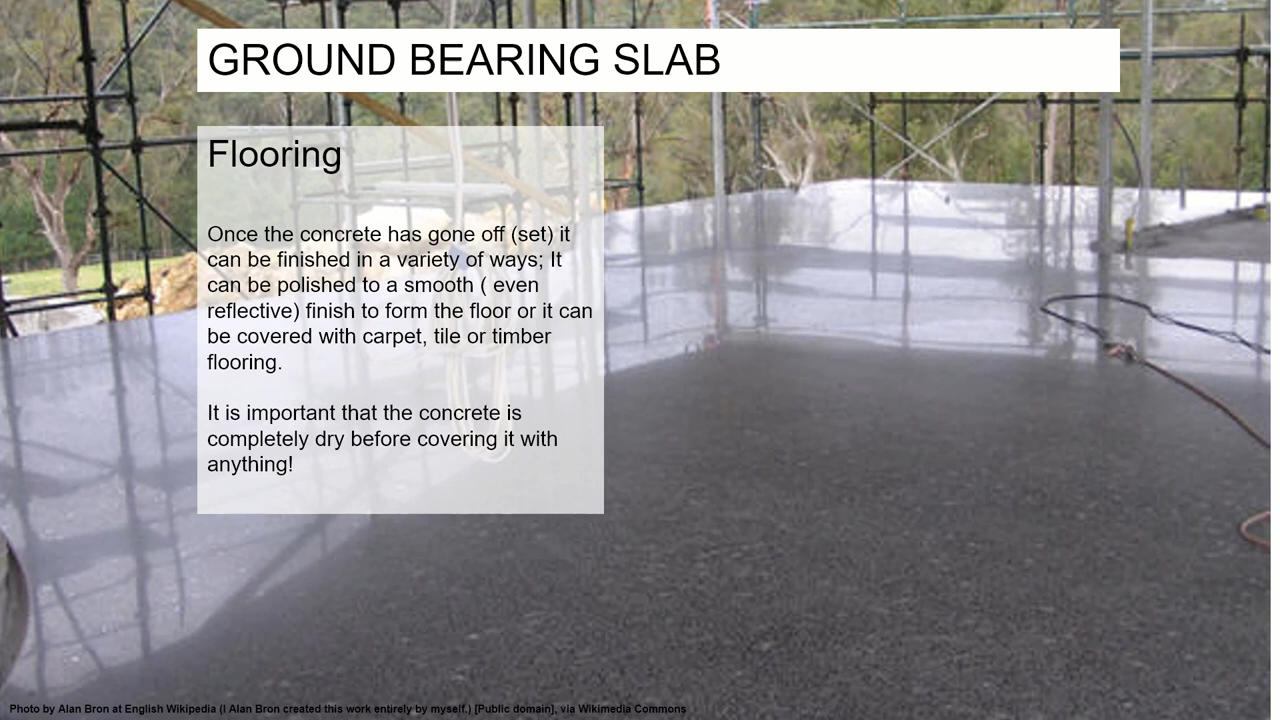 GROUND BEARING SLAB
Flooring
Once the concrete has gone off (set) it
can be finished in a variety of ways; It
can be polished to a smooth ( even
reflective) finish to form the floor or it can
be covered with carpet, tile or timber
flooring.
It is important that the concrete is
completely dry before covering it with
anything!
Photo by Alan Bron at English Wikipedia (I Alan Bron created this work entirely by myself.) [Public domain], via Wikimedia Commons